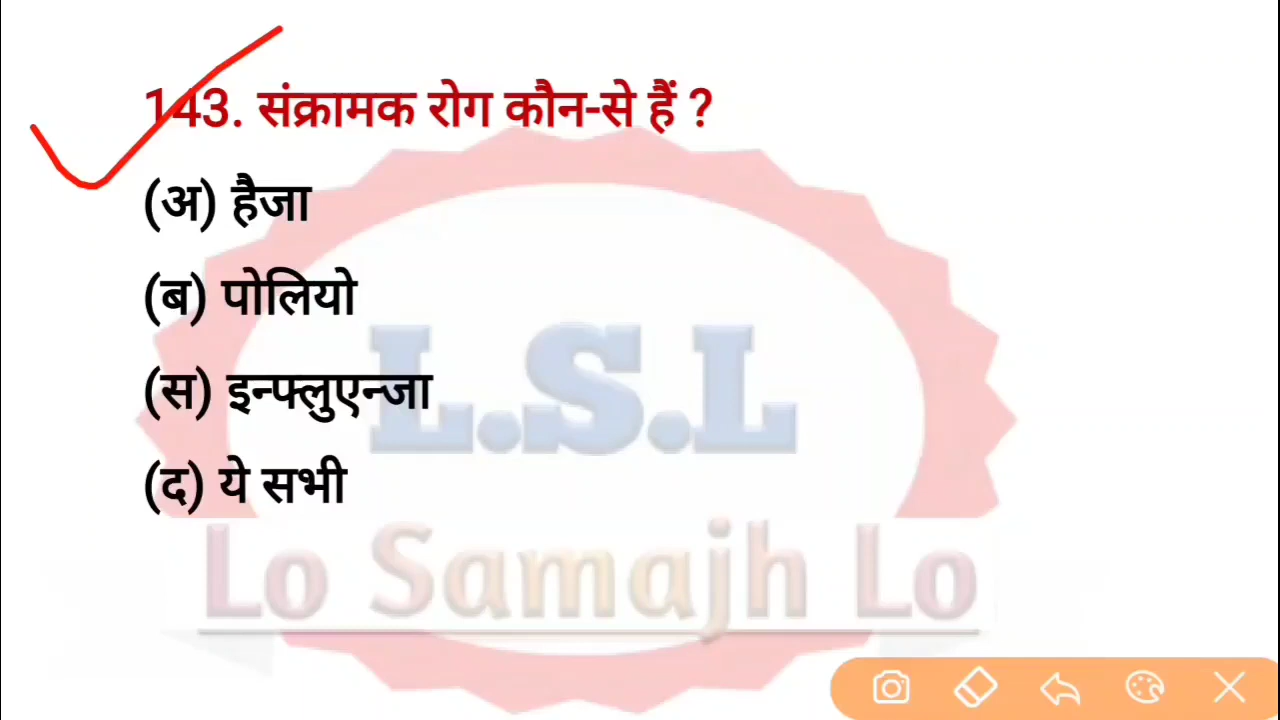 143. संक्रामक रोग कौन-से हैं ?
(अ) हैजा
(ब) पोलियो
(स) इन्फ्लुएन्जा
(द) ये सभी
L.S.L
Lo Samajh Lo